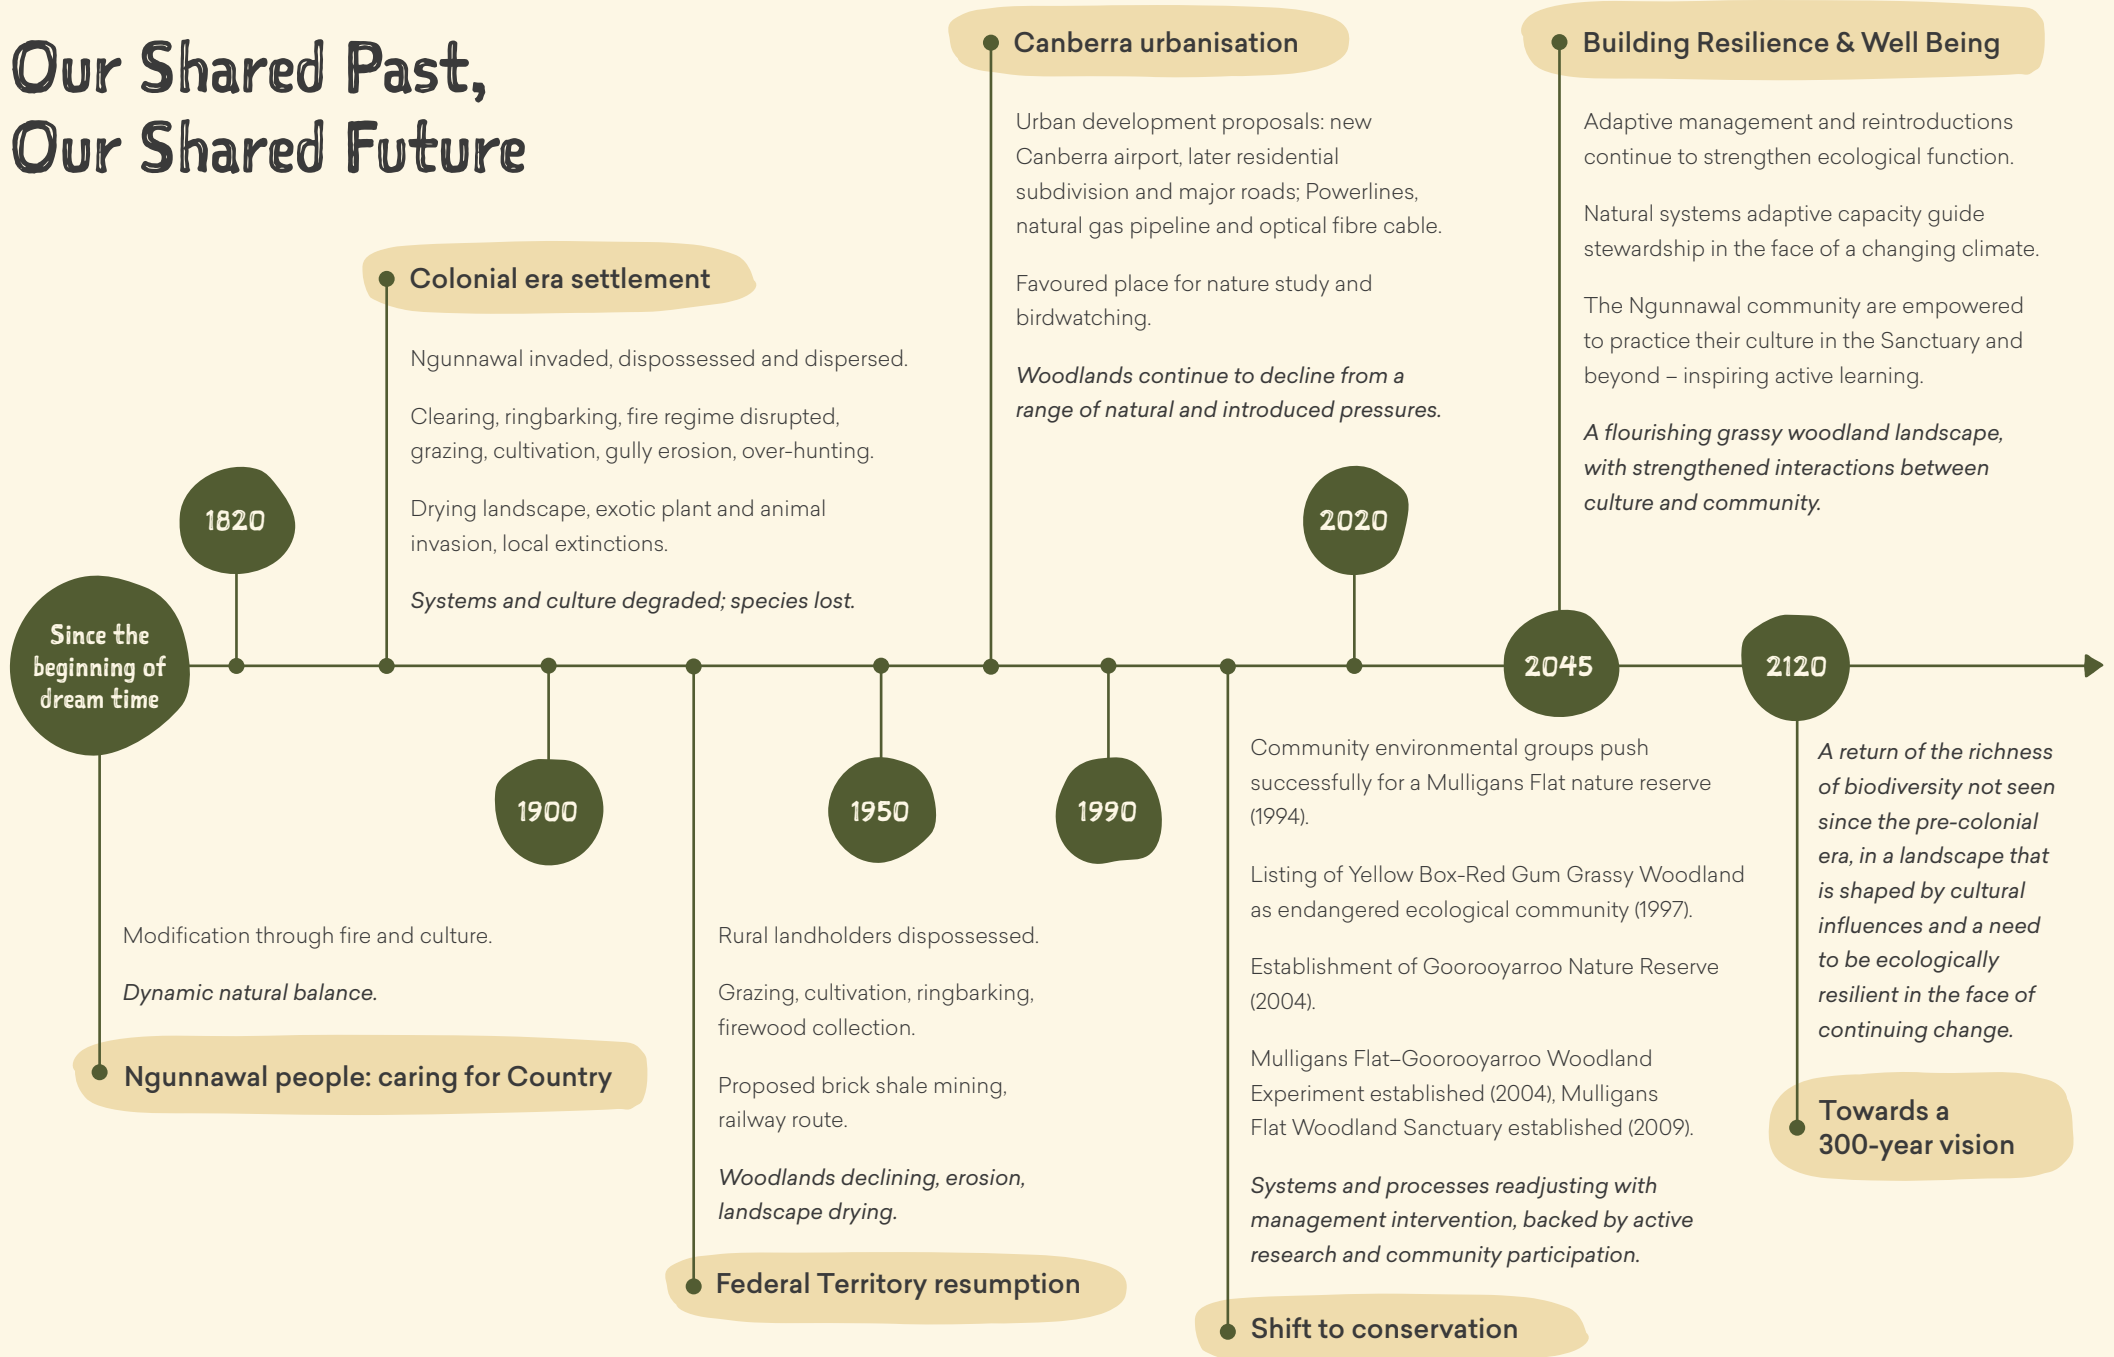 Our Shared Past,
Our Shared Future
Since the
beginning of
dream time
Modification through fire and culture.
Dynamic natural balance.
Ngunnawal people: caring for Country
1820
Colonial era settlement
Ngunnawal invaded, dispossessed and dispersed.
Clearing, ringbarking, fire regime disrupted,
grazing, cultivation, gully erosion, over-hunting.
Drying landscape, exotic plant and animal
invasion, local extinctions.
Systems and culture degraded; species lost.
1900
Rural landholders dispossessed.
Grazing, cultivation, ringbarking,
firewood collection.
Proposed brick shale mining,
railway route.
Woodlands declining, erosion,
landscape drying.
Federal Territory resumption
1950
Canberra urbanisation
Urban development proposals: new
Canberra airport, later residential
subdivision and major roads; Powerlines,
natural gas pipeline and optical fibre cable.
Favoured place for nature study and
birdwatching.
Woodlands continue to decline from a
range of natural and introduced pressures.
1990
Community environmental groups push
successfully for a Mulligans Flat nature reserve
(1994).
Listing of Yellow Box-Red Gum Grassy Woodland
as endangered ecological community (1997).
Establishment of Goorooyarroo Nature Reserve
(2004).
Mulligans Flat–Goorooyarroo Woodland
Experiment established (2004), Mulligans
Flat Woodland Sanctuary established (2009).
Systems and processes readjusting with
management intervention, backed by active
research and community participation.
Shift to conservation
2020
Building Resilience & Well Being
Adaptive management and reintroductions
continue to strengthen ecological function.
Natural systems adaptive capacity guide
stewardship in the face of a changing climate.
The Ngunnawal community are empowered
to practice their culture in the Sanctuary and
beyond – inspiring active learning.
A flourishing grassy woodland landscape,
with strengthened interactions between
culture and community.
2045
2120
A return of the richness
of biodiversity not seen
since the pre-colonial
era, in a landscape that
is shaped by cultural
influences and a need
to be ecologically
resilient in the face of
continuing change.
Towards a
300-year vision